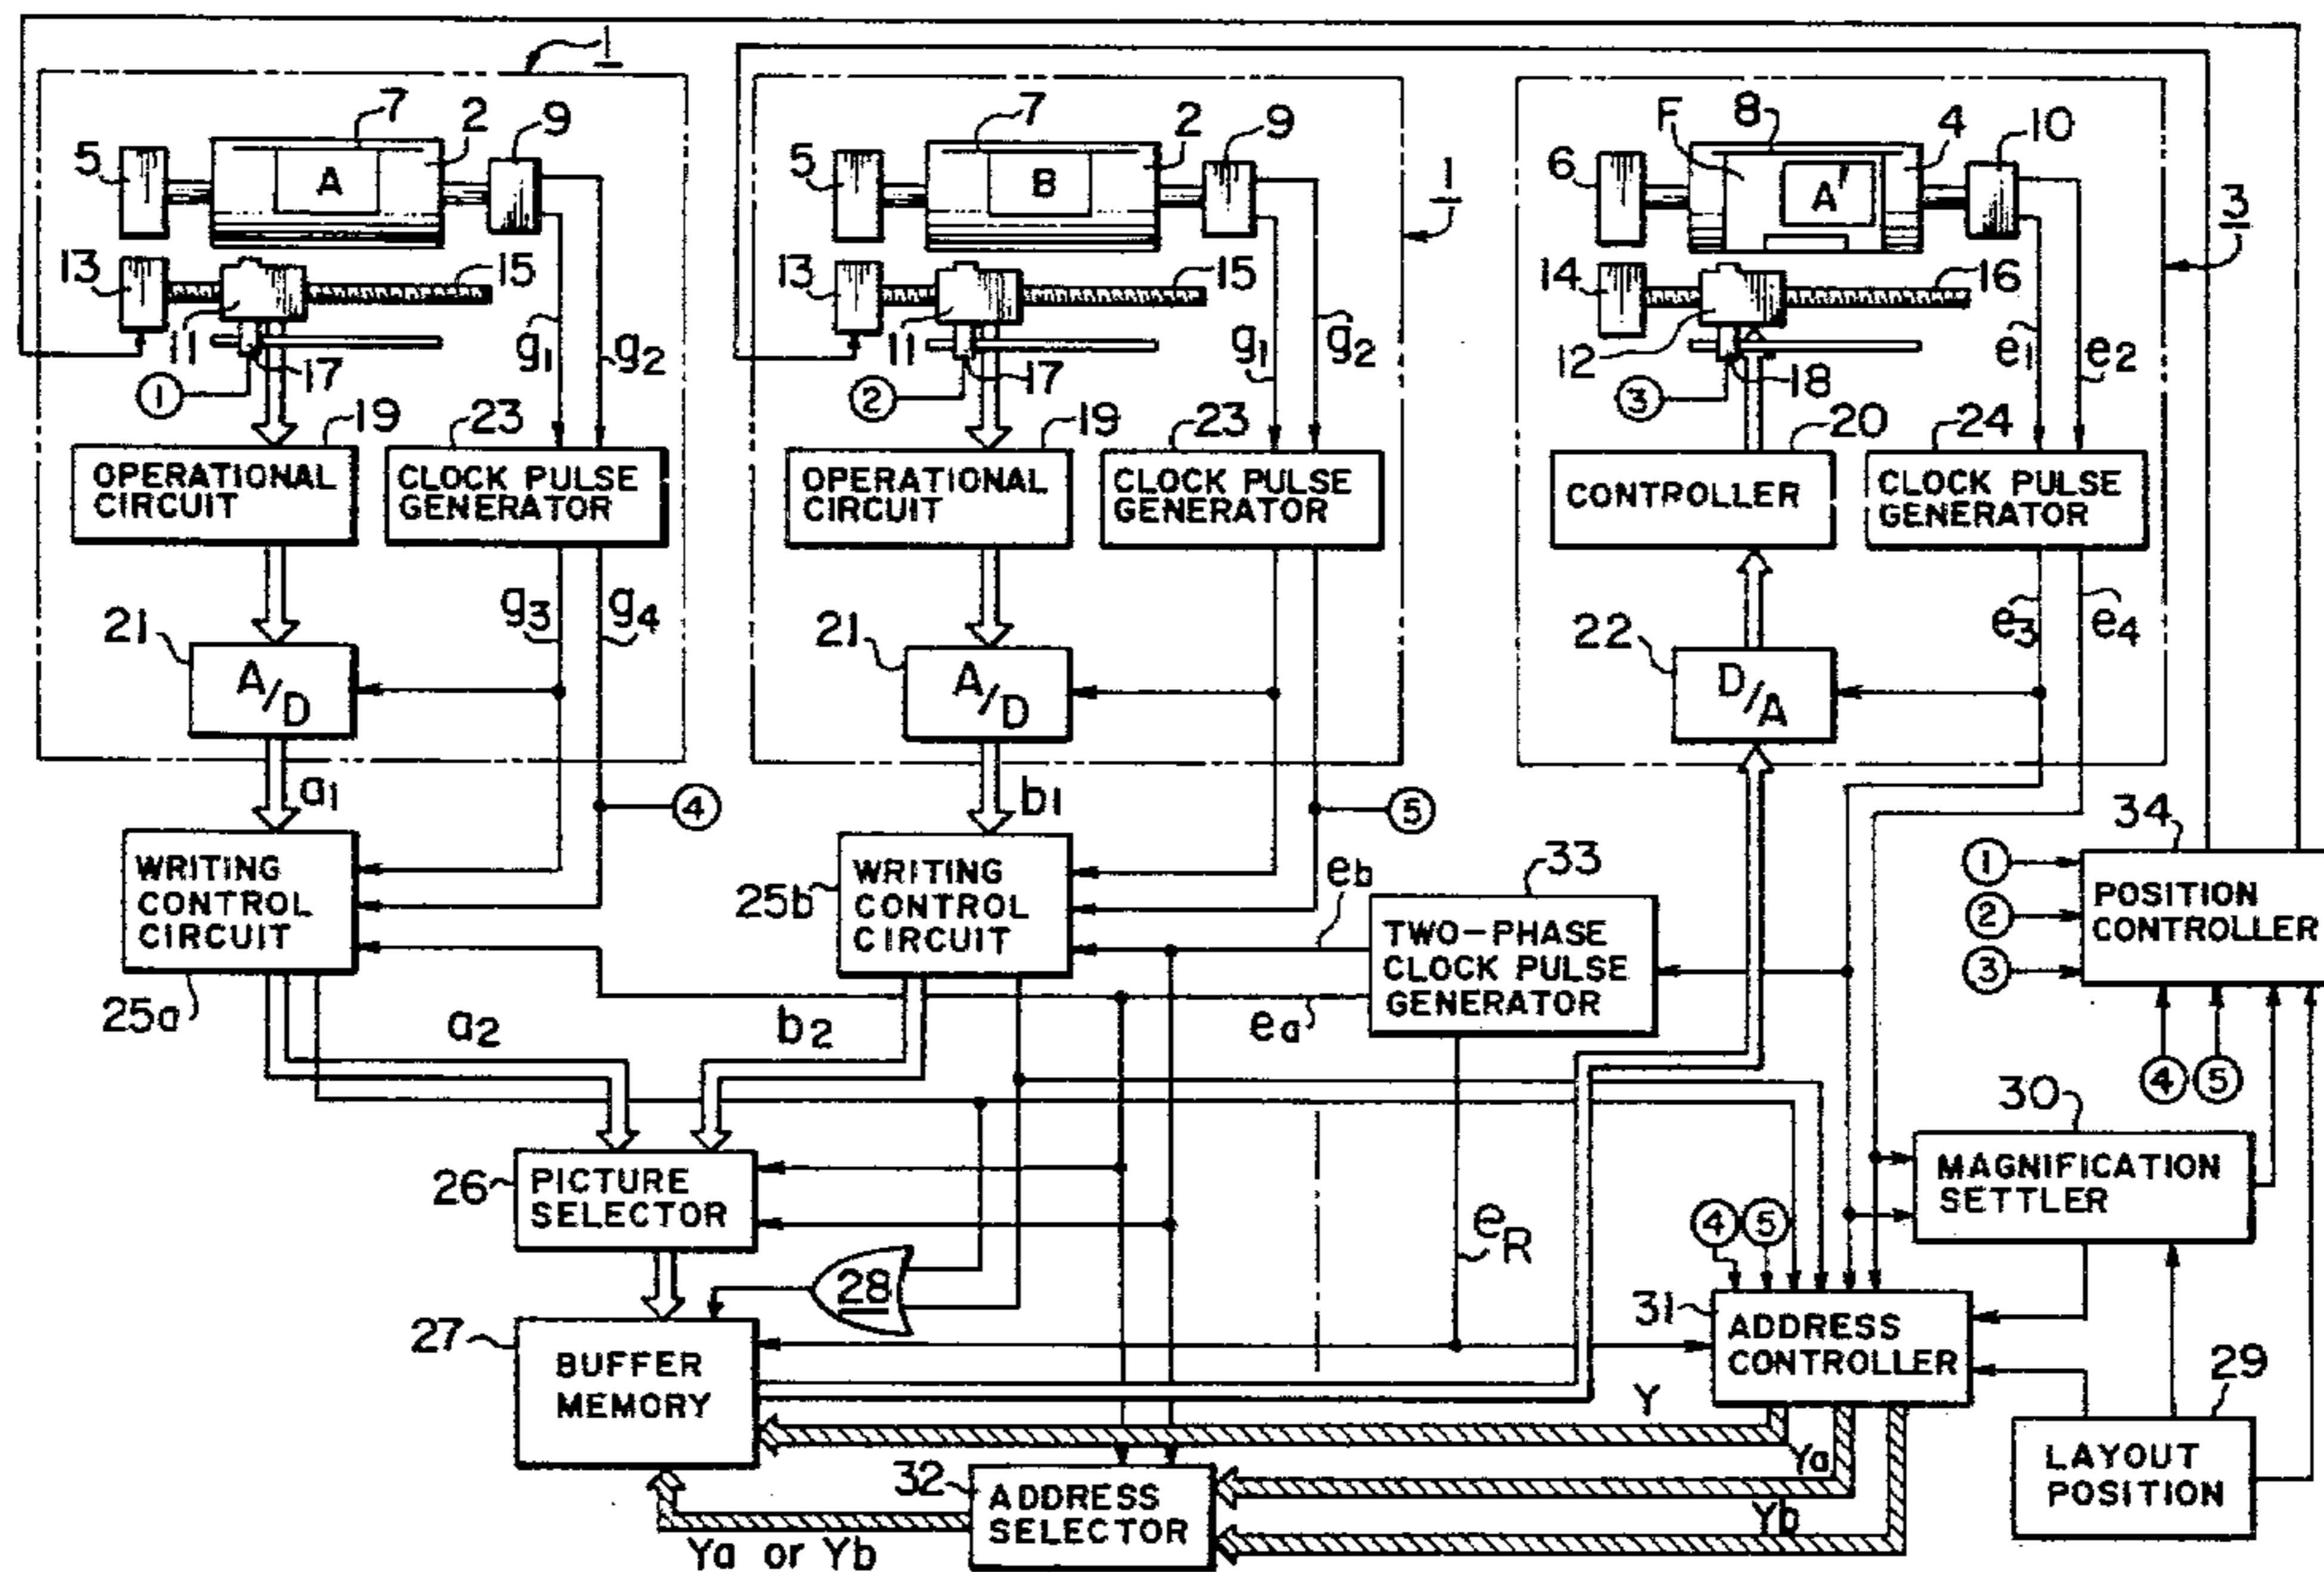 1
7
2
9
5
A
13
15
11
17
g1
g2
①
19
23
OPERATIONAL
CIRCUIT
CLOCK PULSE
GENERATOR
g3
g4
21
A/D
a1
④
WRITING
CONTROL
CIRCUIT
25a
a2
7
2
9
5
B
1
13
15
11
17
g1
g2
②
19
23
OPERATIONAL
CIRCUIT
CLOCK PULSE
GENERATOR
21
A/D
b1
⑤
25b
WRITING
CONTROL
CIRCUIT
b2
F
8
4
10
6
A'
3
14
16
12
18
e1
e2
③
20
24
CONTROLLER
CLOCK PULSE
GENERATOR
e3
e4
22
D/A
34
①
②
③
POSITION
CONTROLLER
④
⑤
33
eb
TWO-PHASE
CLOCK PULSE
GENERATOR
ea
eR
30
MAGNIFICATION
SETTLER
26
PICTURE
SELECTOR
28
④
⑤
31
ADDRESS
CONTROLLER
27
BUFFER
MEMORY
29
LAYOUT
POSITION
Y
Ya
Yb
32
ADDRESS
SELECTOR
Ya or Yb